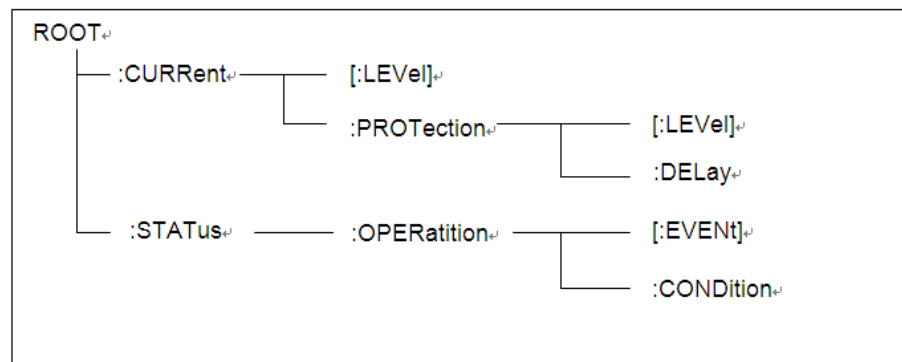 ROOT↵
:CURRent↵ [:LEVel]↵
:PROTection↵ [:LEVel]↵
:DELay↵
:STATus↵ :OPERatition↵ [:EVENt]↵
:CONDition↵